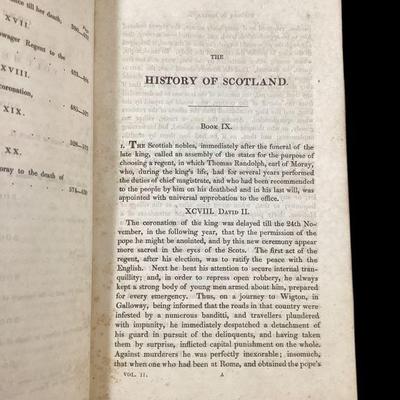 nce till her death,
XVII.
owager Regent to the
XVIII.
coronation,
XIX.
XX.
oray to the death of
THE
HISTORY OF SCOTLAND.
BOOK IX.
I. THE Scottish nobles, immediately after the funeral of the
late king, called an assembly of the states for the purpose of
choosing a regent, in which Thomas Randolph, earl of Moray,
who, during the king's life, had for several years performed
the duties of chief magistrate, and who had been recommended
to the people by him on his deathbed and in his last will, was
appointed with universal approbation to the office.
XCVIII. DAVID II.
The coronation of the king was delayed till the 24th No-
vember, in the following year, that by the permission of the
pope he might be anointed, and by this new ceremony appear
more sacred in the eyes of the Scots. The first act of the
regent, after his election, was to ratify the peace with the
English. Next he bent his attention to secure internal tran-
quillity; and, in order to repress open robbery, he always
kept a strong body of young men armed about him, prepared
for every emergency. Thus, on a journey to Wigton, in
Galloway, being informed that the roads in that country were
infested by a numerous banditti, and travellers plundered
with impunity, he immediately despatched a detachment of
his guard in pursuit of the delinquents, and having taken
them by surprise, inflicted capital punishment on the whole.
Against murderers he was perfectly inexorable; insomuch,
that when one who had been at Rome, and obtained the pope's
VOL. II. A